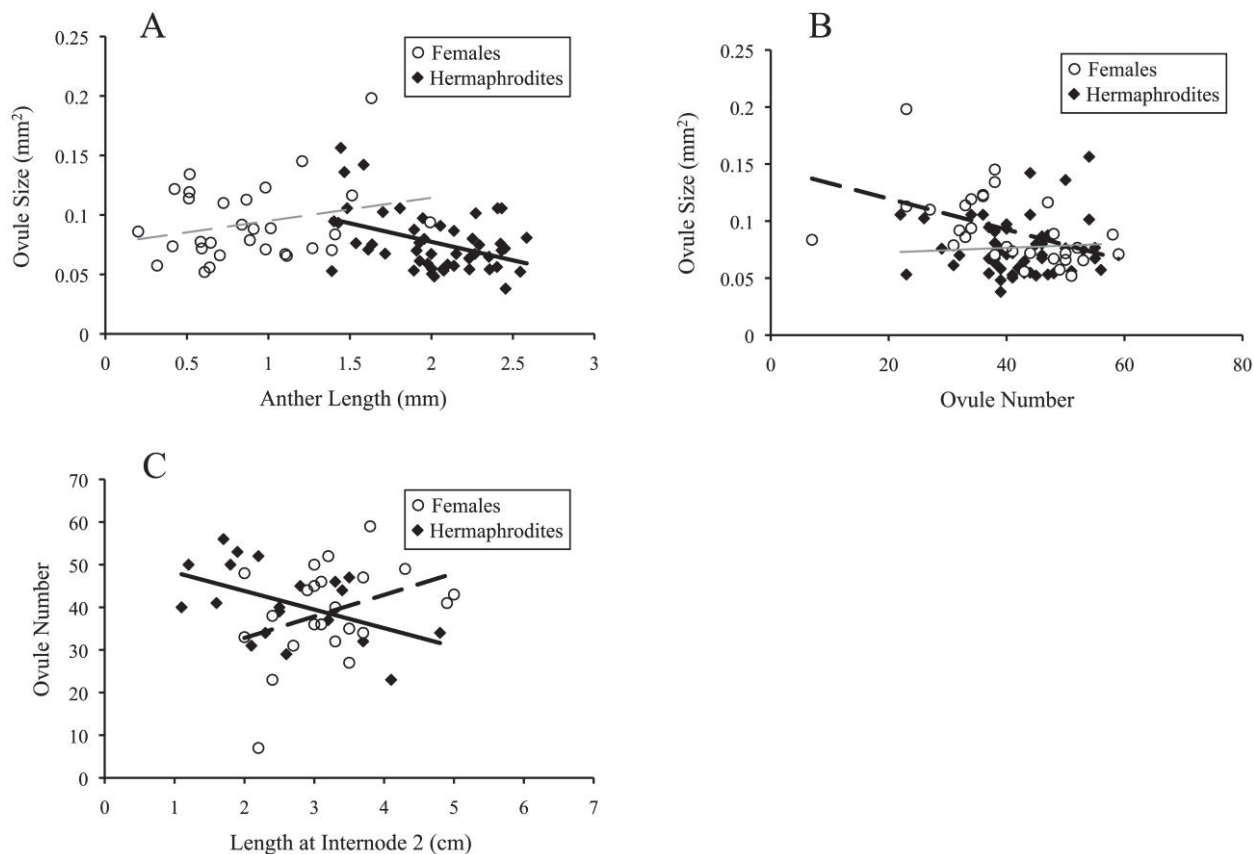 A
0.25
0.2
0.15
0.1
0.05
0
Ovule Size (mm²)
Females
Hermaphrodites
0 0.5 1 1.5 2 2.5 3
Anther Length (mm)
B
0.25
0.2
0.15
0.1
0.05
0
Ovule Size (mm²)
Females
Hermaphrodites
0 20 40 60 80
Ovule Number
C
70
60
50
40
30
20
10
0
Ovule Number
Females
Hermaphrodites
0 1 2 3 4 5 6 7
Length at Internode 2 (cm)